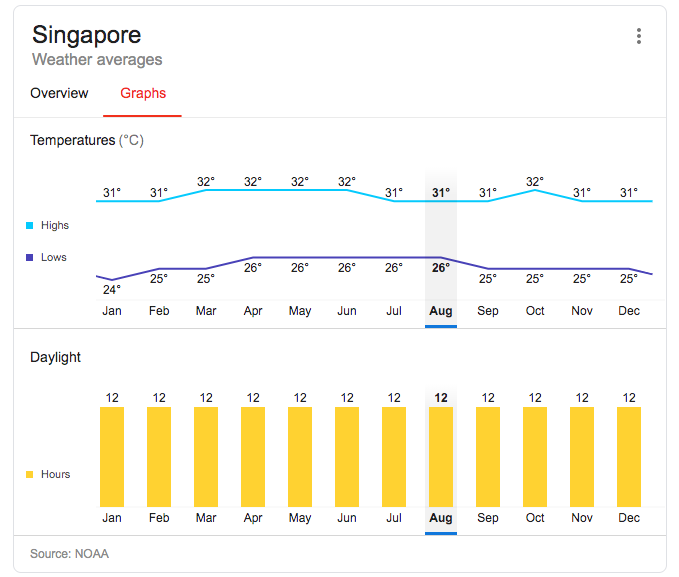 Singapore
Weather averages
Overview Graphs
Temperatures (°C)
31° 31° 32° 32° 32° 32° 31° 31° 31° 32° 31° 31°
Highs
Lows
24° 25° 25° 26° 26° 26° 26° 26° 25° 25° 25° 25°
Jan Feb Mar Apr May Jun Jul Aug Sep Oct Nov Dec
Daylight
12 12 12 12 12 12 12 12 12 12 12 12
Hours
Jan Feb Mar Apr May Jun Jul Aug Sep Oct Nov Dec
Source: NOAA